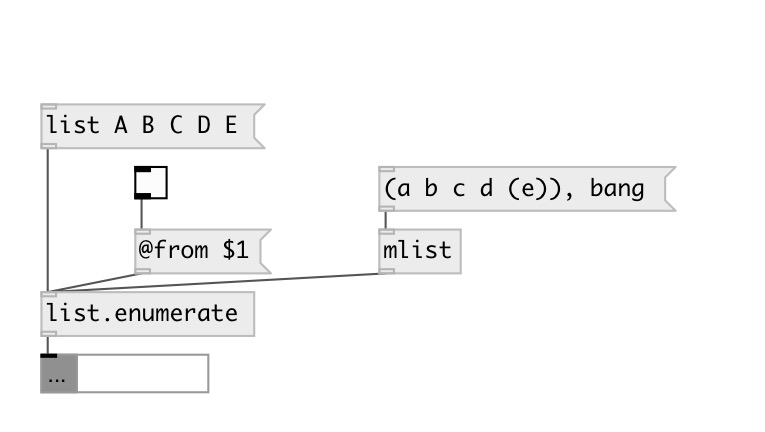 list A B C D E
(a b c d (e)), bang
@from $1
mlist
list.enumerate
...